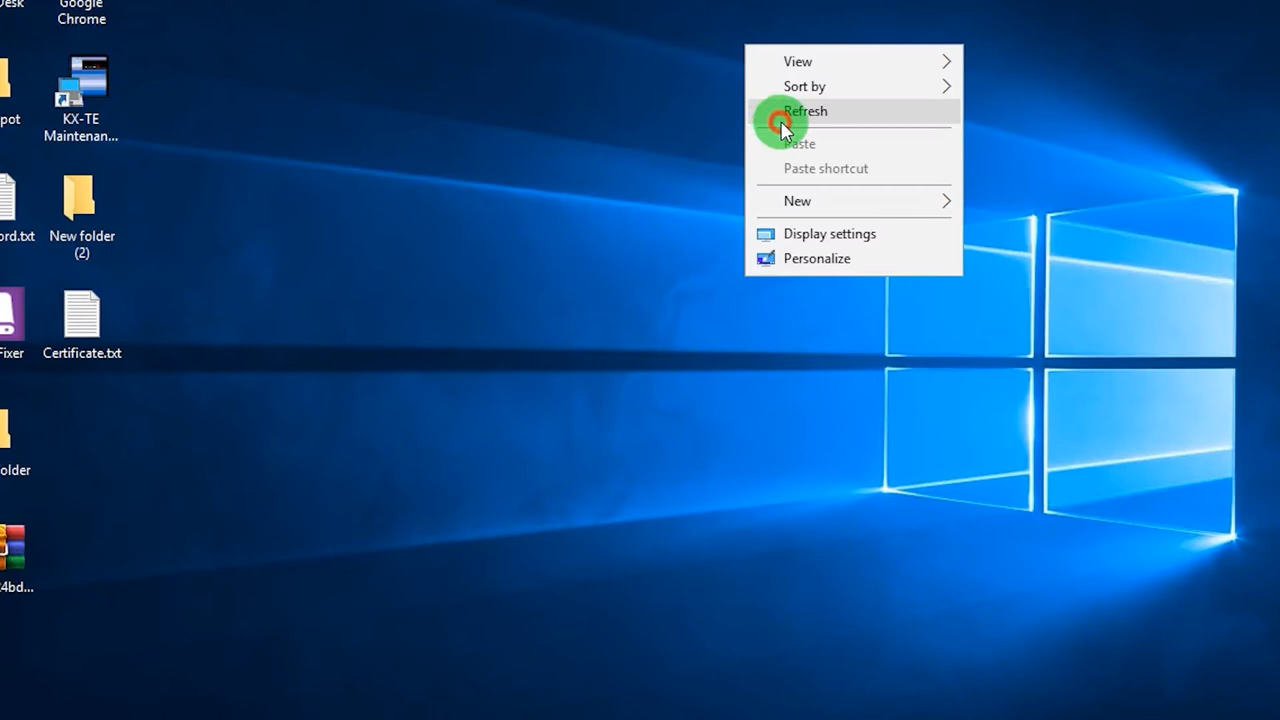 Desk
Google
Chrome
pot
KX-TE
Maintenan...
ord.txt
New folder
(2)
Fixer
Certificate.txt
older
4bd...
View
Sort by
Refresh
Paste
Paste shortcut
New
Display settings
Personalize